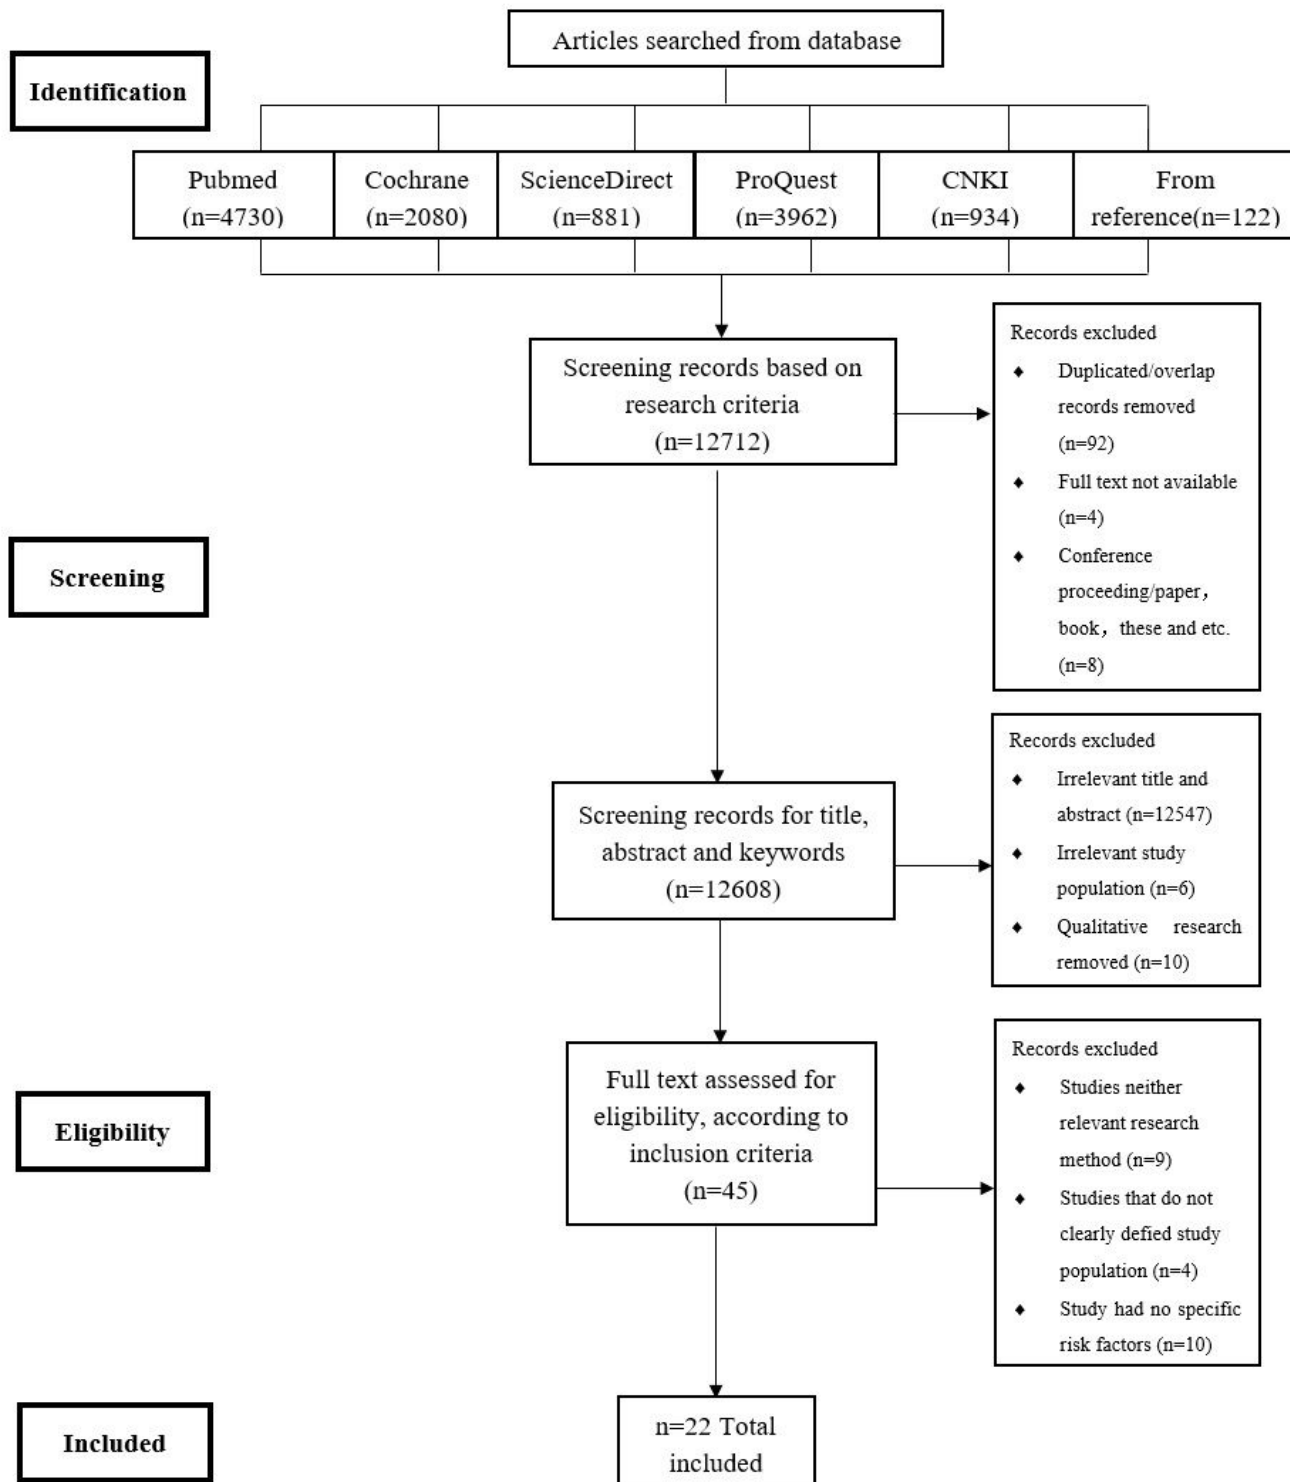 Articles searched from database
Identification
Pubmed
(n=4730)
Cochrane
(n=2080)
ScienceDirect
(n=881)
ProQuest
(n=3962)
CNKI
(n=934)
From
reference(n=122)
Screening records based on
research criteria
(n=12712)
Records excluded
♦ Duplicated/overlap
records removed
(n=92)
♦ Full text not available
(n=4)
♦ Conference
proceeding/paper，
book，these and etc.
(n=8)
Screening
Screening records for title,
abstract and keywords
(n=12608)
Records excluded
♦ Irrelevant title and
abstract (n=12547)
♦ Irrelevant study
population (n=6)
♦ Qualitative research
removed (n=10)
Eligibility
Full text assessed for
eligibility, according to
inclusion criteria
(n=45)
Records excluded
♦ Studies neither
relevant research
method (n=9)
♦ Studies that do not
clearly defied study
population (n=4)
♦ Study had no specific
risk factors (n=10)
Included
n=22 Total
included